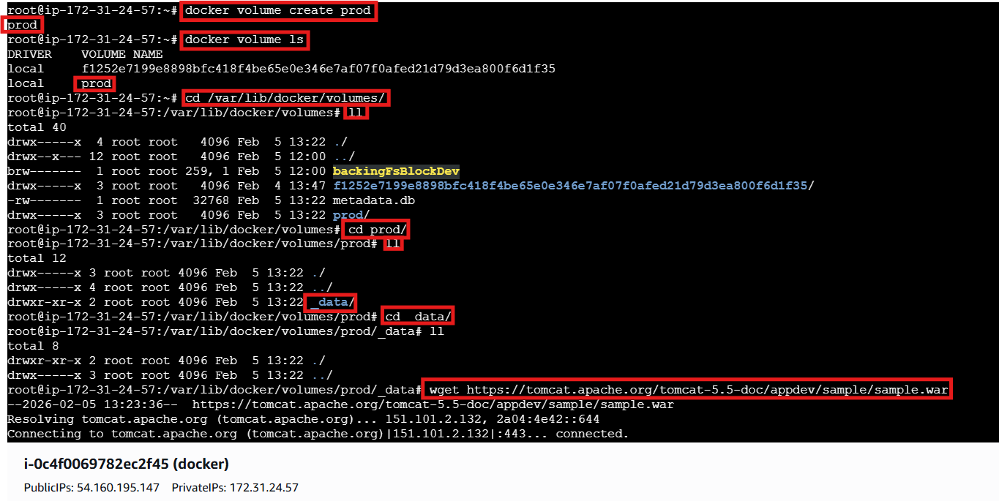 root@ip-172-31-24-57:~# docker volume create prod
prod
root@ip-172-31-24-57:~# docker volume ls
DRIVER    VOLUME NAME
local     f1252e7199e8898bfc418f4be65e0e346e7af07f0afed21d79d3ea800f6d1f35
local     prod
root@ip-172-31-24-57:~# cd /var/lib/docker/volumes/
root@ip-172-31-24-57:/var/lib/docker/volumes# ll
total 40
drwx-----x  4 root root   4096 Feb  5 13:22 ./
drwx--x--- 12 root root   4096 Feb  5 12:00 ../
brw-------  1 root root 259, 1 Feb  5 12:00 backingFsBlockDev
drwx-----x  3 root root   4096 Feb  4 13:47 f1252e7199e8898bfc418f4be65e0e346e7af07f0afed21d79d3ea800f6d1f35/
-rw-------  1 root root  32768 Feb  5 13:22 metadata.db
drwx-----x  3 root root   4096 Feb  5 13:22 prod/
root@ip-172-31-24-57:/var/lib/docker/volumes# cd prod/
root@ip-172-31-24-57:/var/lib/docker/volumes/prod# ll
total 12
drwx-----x 3 root root 4096 Feb  5 13:22 ./
drwx-----x 4 root root 4096 Feb  5 13:22 ../
drwxr-xr-x 2 root root 4096 Feb  5 13:22 _data/
root@ip-172-31-24-57:/var/lib/docker/volumes/prod# cd _data/
root@ip-172-31-24-57:/var/lib/docker/volumes/prod/_data# ll
total 8
drwxr-xr-x 2 root root 4096 Feb  5 13:22 ./
drwx-----x 3 root root 4096 Feb  5 13:22 ../
root@ip-172-31-24-57:/var/lib/docker/volumes/prod/_data# wget https://tomcat.apache.org/tomcat-5.5-doc/appdev/sample/sample.war
--2026-02-05 13:23:36--  https://tomcat.apache.org/tomcat-5.5-doc/appdev/sample/sample.war
Resolving tomcat.apache.org (tomcat.apache.org)... 151.101.2.132, 2a04:4e42::644
Connecting to tomcat.apache.org (tomcat.apache.org)|151.101.2.132|:443... connected.
i-0c4f0069782ec2f45 (docker)
PublicIPs: 54.160.195.147    PrivateIPs: 172.31.24.57